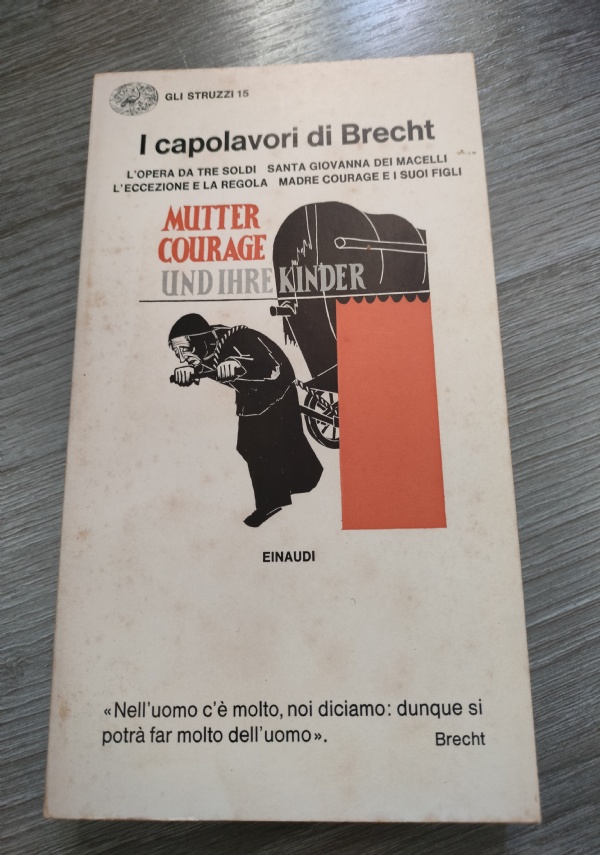 GLI STRUZZI 15
I capolavori di Brecht
L'OPERA DA TRE SOLDI SANTA GIOVANNA DEI MACELLI
L'ECCEZIONE E LA REGOLA MADRE COURAGE E I SUOI FIGLI
MUTTER
COURAGE
UND IHRE KINDER
EINAUDI
«Nell'uomo c'è molto, noi diciamo: dunque si
potrà far molto dell'uomo».
Brecht